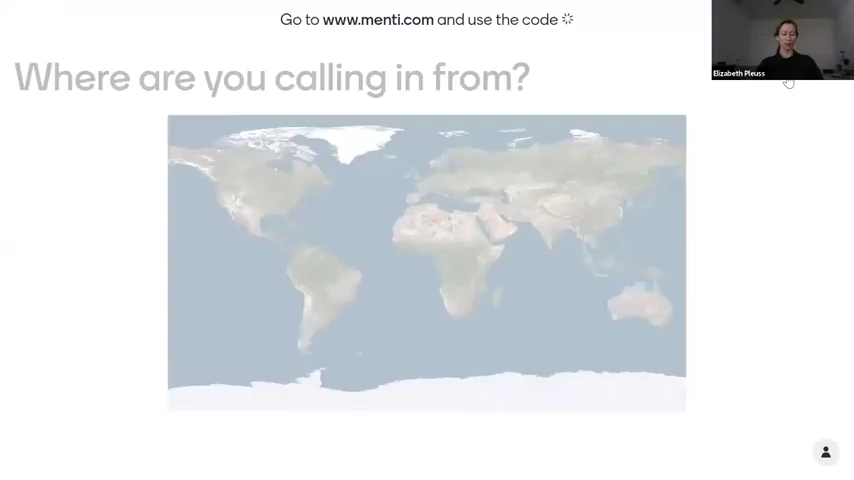 Go to www.menti.com and use the code
Elizabeth Pleuss
Where are you calling in from?